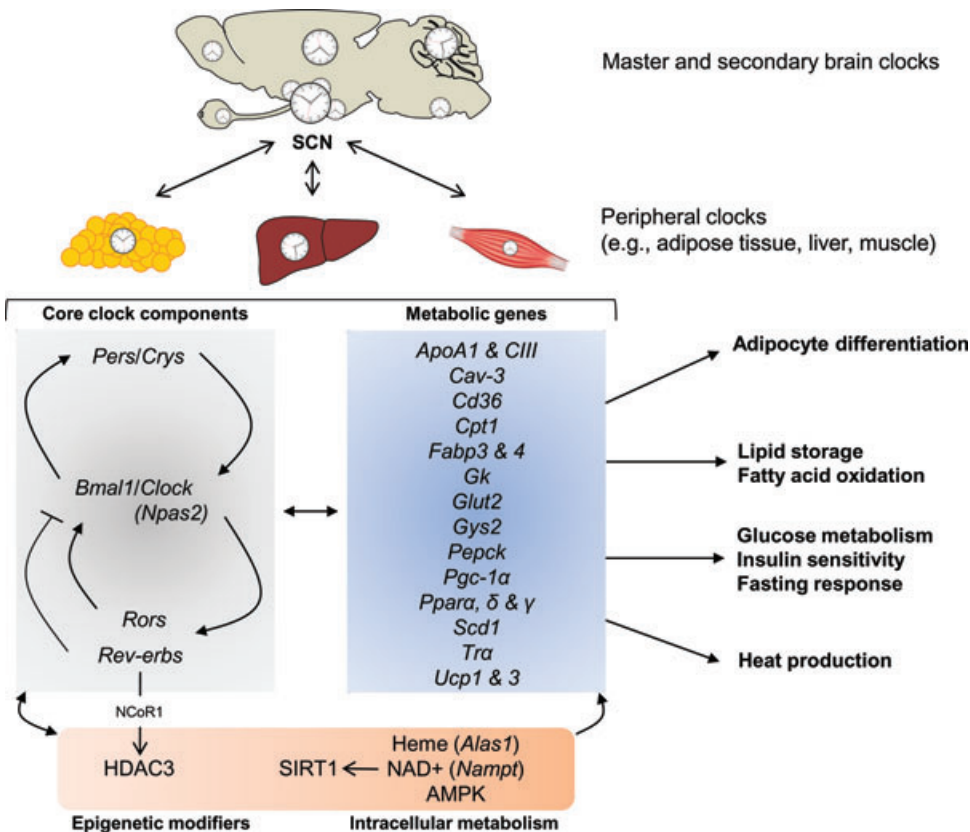 Master and secondary brain clocks
SCN
Peripheral clocks
(e.g., adipose tissue, liver, muscle)
Core clock components
Pers/Crys
Bmal1/Clock
(Npas2)
Rors
Rev-erbs
NCoR1
HDAC3
Metabolic genes
ApoA1 & CIII
Cav-3
Cd36
Cpt1
Fabp3 & 4
Gk
Glut2
Gys2
Pepck
Pgc-1α
Pparα, δ & γ
Scd1
Trα
Ucp1 & 3
Adipocyte differentiation
Lipid storage
Fatty acid oxidation
Glucose metabolism
Insulin sensitivity
Fasting response
Heat production
Heme (Alas1)
SIRT1
NAD+ (Nampt)
AMPK
Epigenetic modifiers
Intracellular metabolism